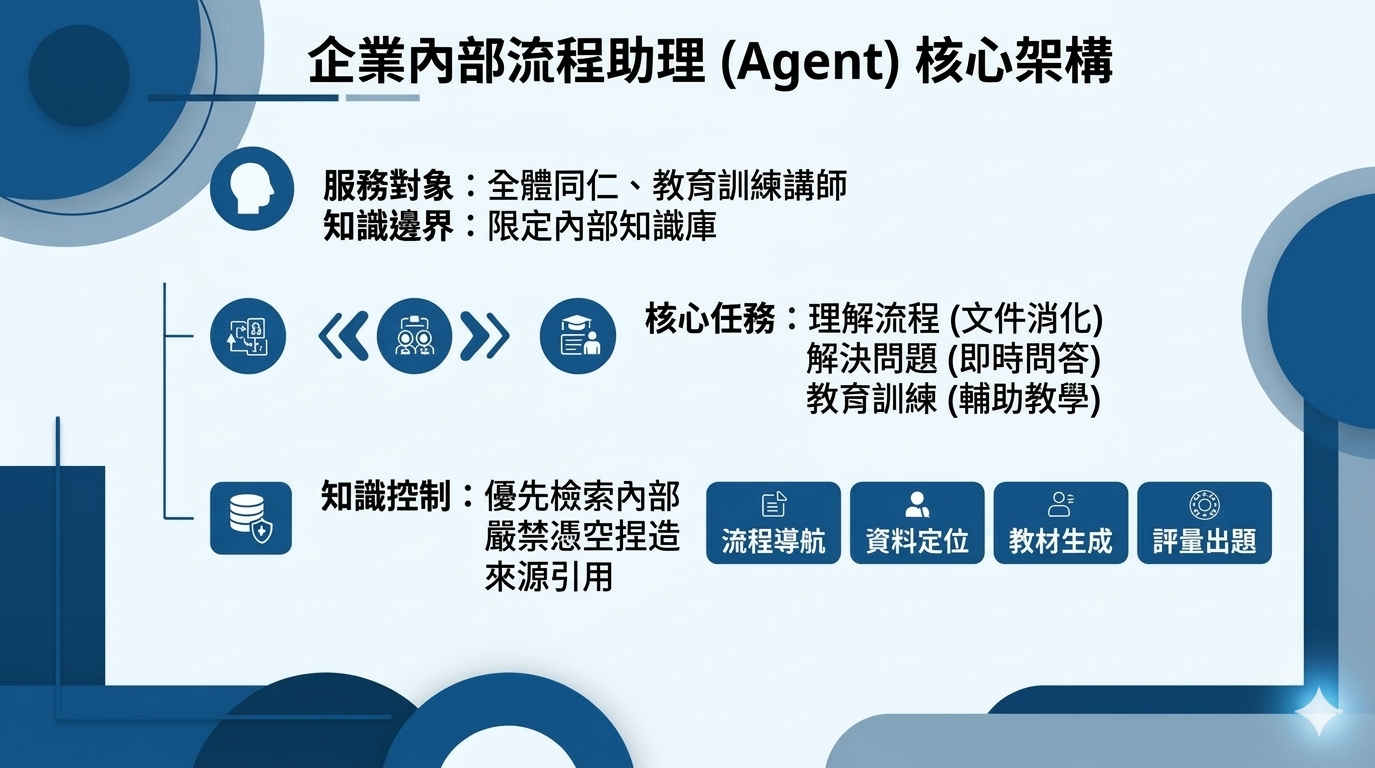 企業內部流程助理 (Agent) 核心架構
服務對象：全體同仁、教育訓練講師
知識邊界：限定內部知識庫
核心任務：理解流程 (文件消化)
解決問題 (即時問答)
教育訓練 (輔助教學)
知識控制：優先檢索內部
嚴禁憑空捏造
來源引用
流程導航
資料定位
教材生成
評量出題